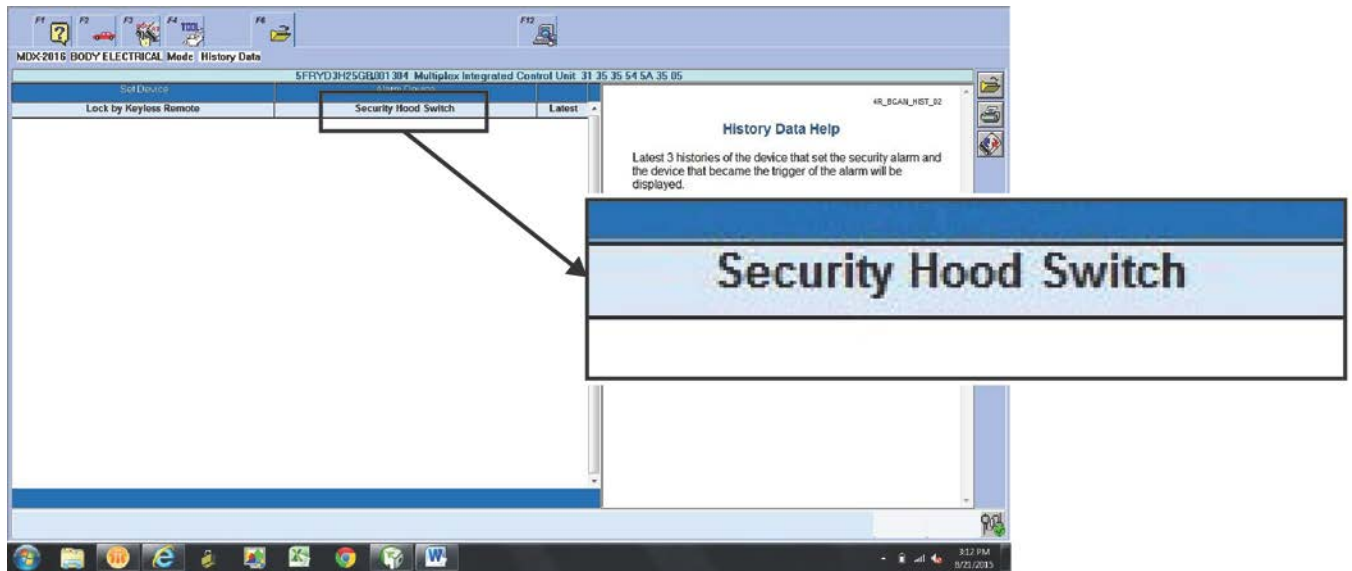 F1 F2 F3 F4 TOOL F6 F12
MDX-2016 BODY ELECTRICAL Mode History Data
5FRYD3H25GB001304 Multiplex Integrated Control Unit 31 35 35 54 5A 35 05
Set Device Alarm Device
Lock by Keyless Remote Security Hood Switch Latest
4R_BCAN_HIST_02
History Data Help
Latest 3 histories of the device that set the security alarm and
the device that became the trigger of the alarm will be
displayed.
Security Hood Switch
3:12 PM
8/21/2015